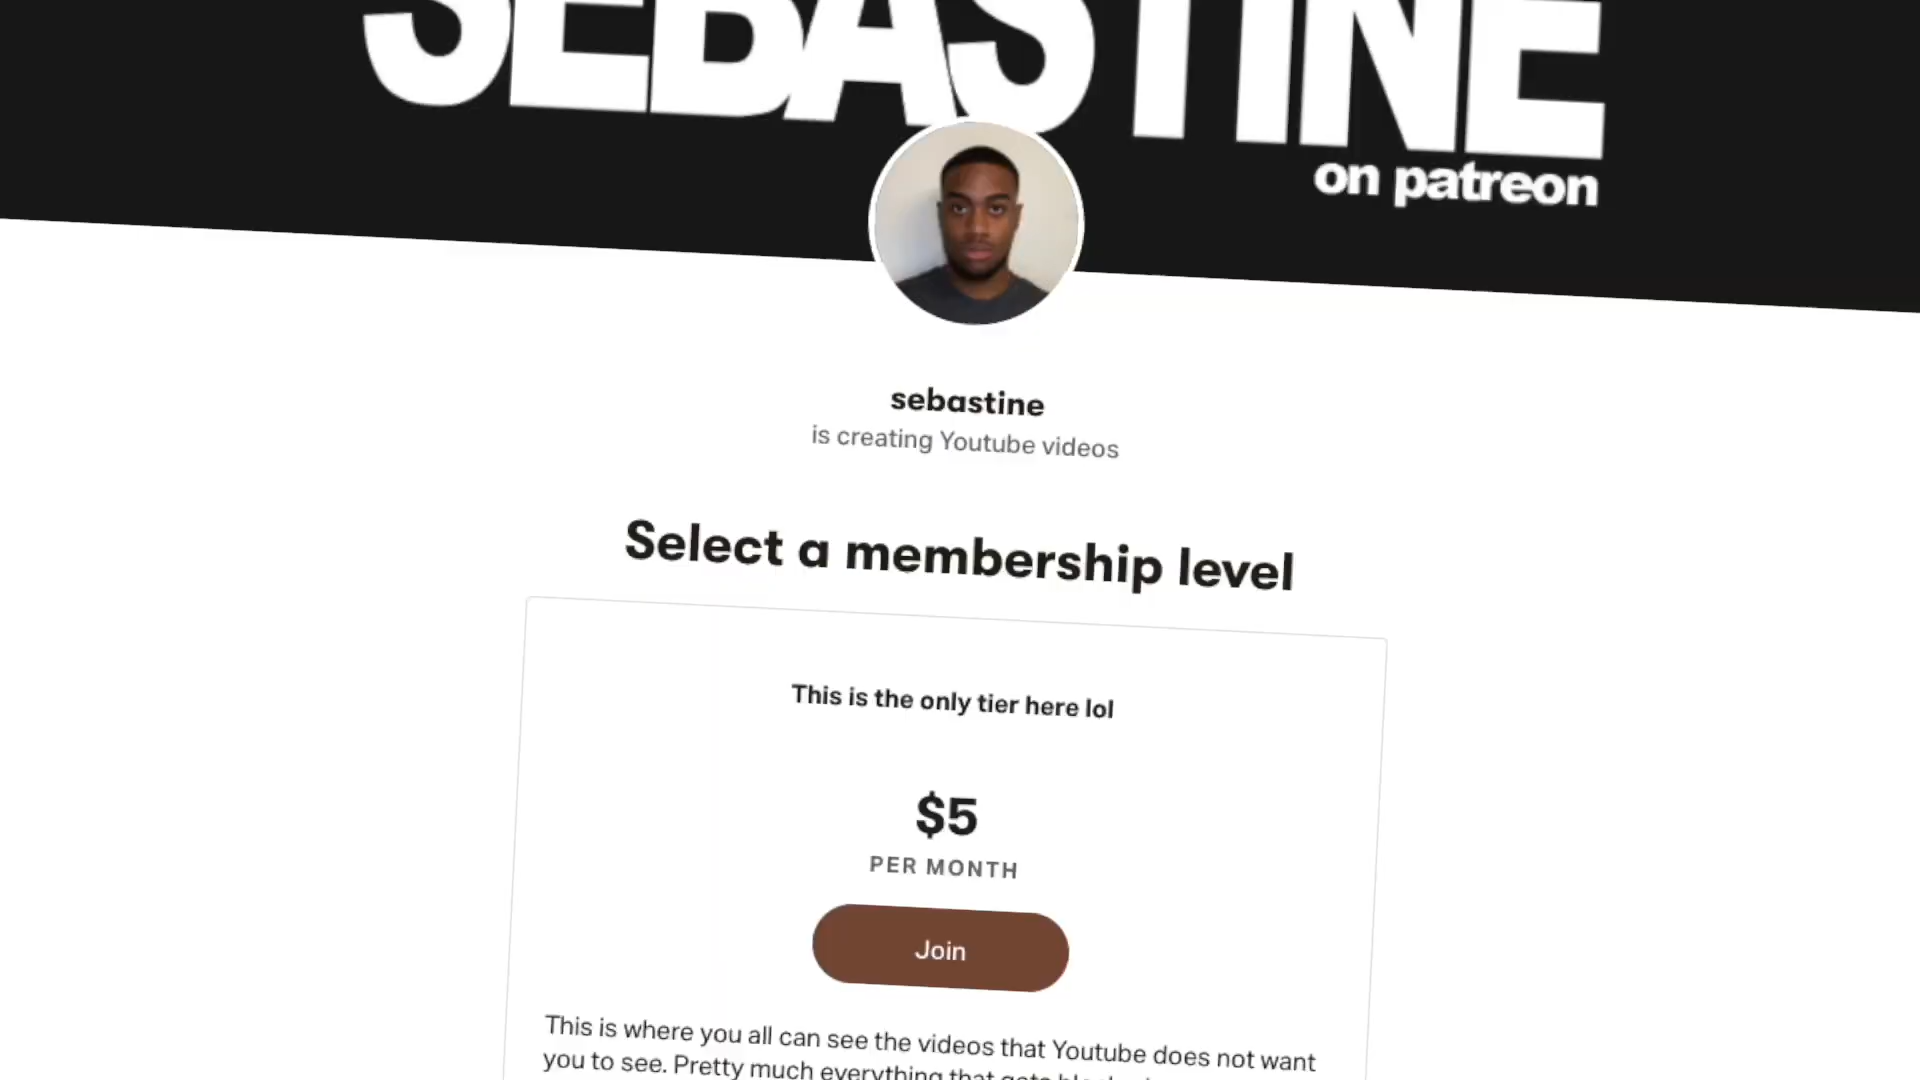 SEBASTINE
on patreon
sebastine
is creating Youtube videos
Select a membership level
This is the only tier here lol
$5
PER MONTH
Join
This is where you all can see the videos that Youtube does not want
you to see. Pretty much everything that gets